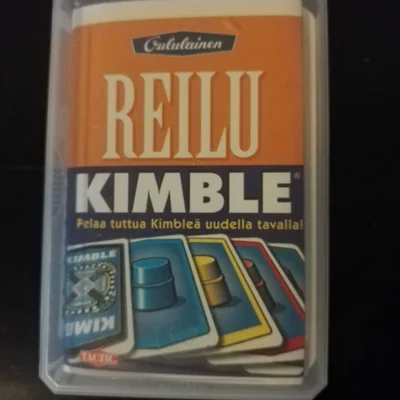 Oululainen
REILU
KIMBLE®
Pelaa tuttua Kimbleä uudella tavalla!
KIMBLE
KIMB
TACTIC